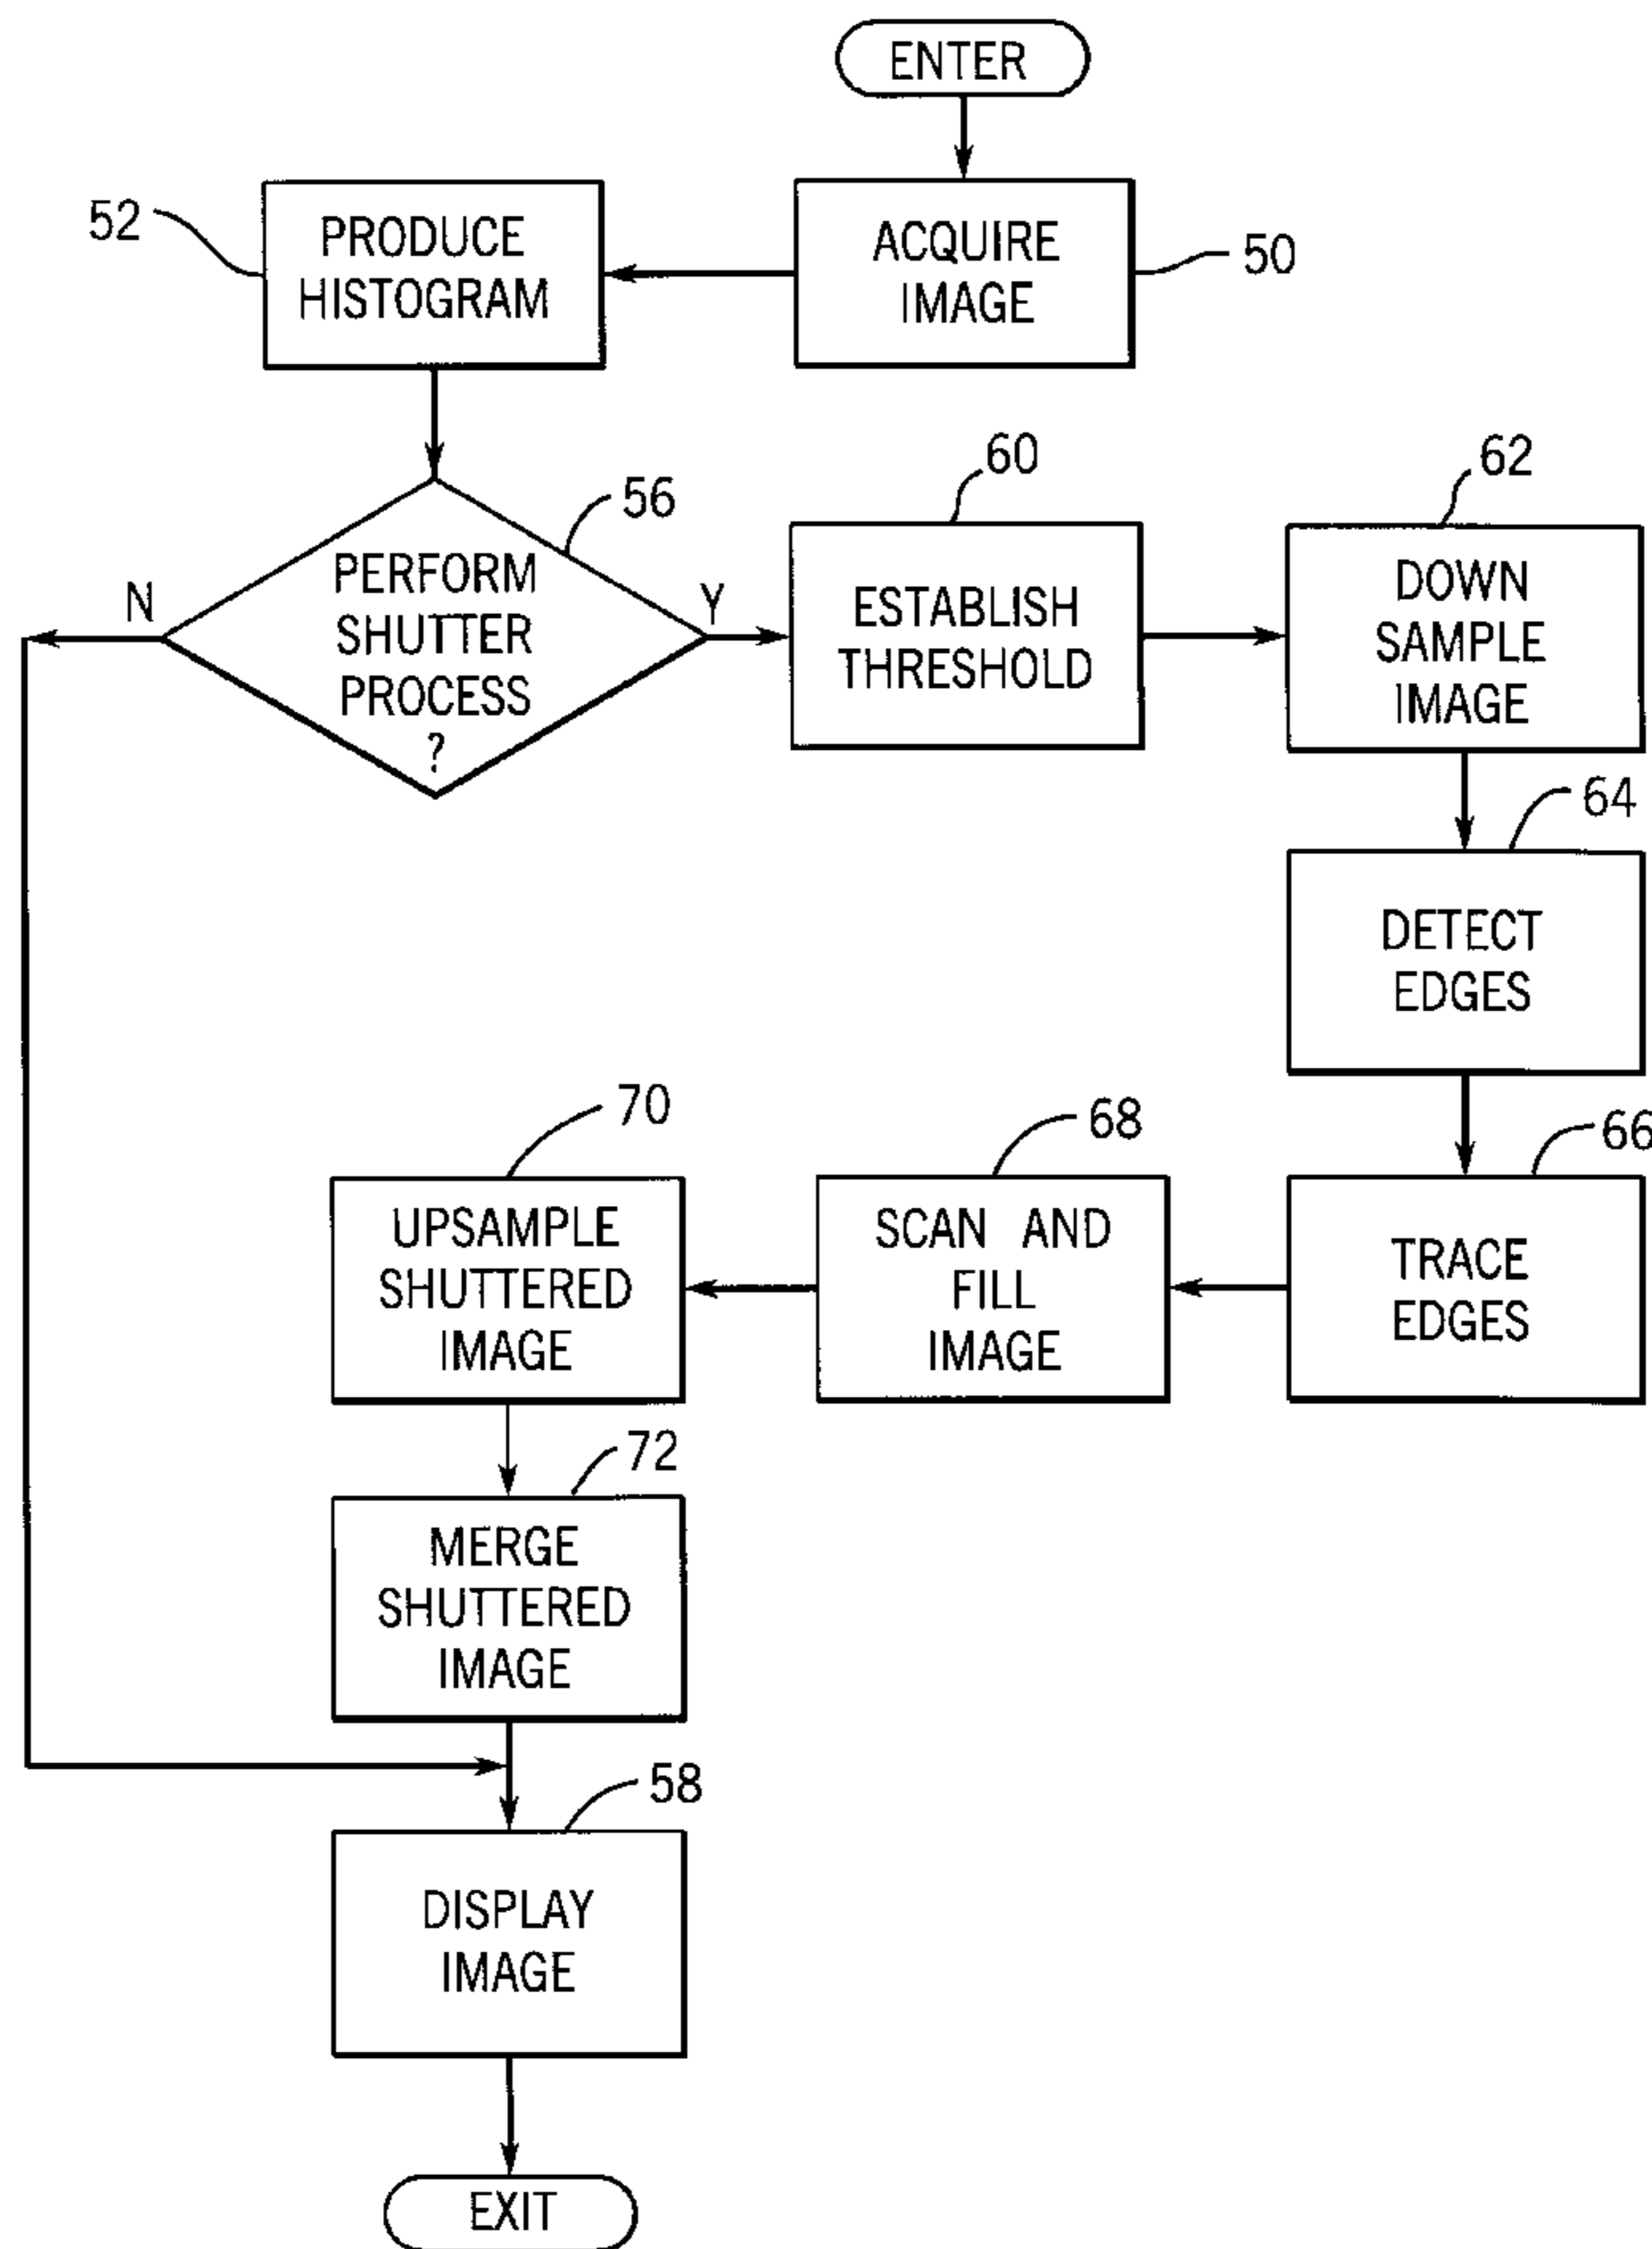 ENTER
ACQUIRE
IMAGE
50
PRODUCE
HISTOGRAM
52
PERFORM
SHUTTER
PROCESS
?
56
N
Y
ESTABLISH
THRESHOLD
60
DOWN
SAMPLE
IMAGE
62
DETECT
EDGES
64
TRACE
EDGES
66
SCAN AND
FILL
IMAGE
68
UPSAMPLE
SHUTTERED
IMAGE
70
MERGE
SHUTTERED
IMAGE
72
DISPLAY
IMAGE
58
EXIT